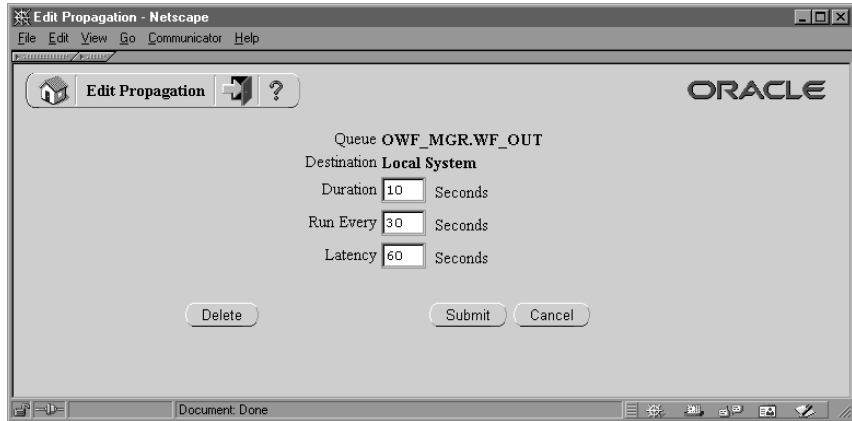 Edit Propagation - Netscape
File Edit View Go Communicator Help
Edit Propagation ? ORACLE
Queue OWF_MGR.WF_OUT
Destination Local System
Duration 10 Seconds
Run Every 30 Seconds
Latency 60 Seconds
Delete Submit Cancel
Document: Done